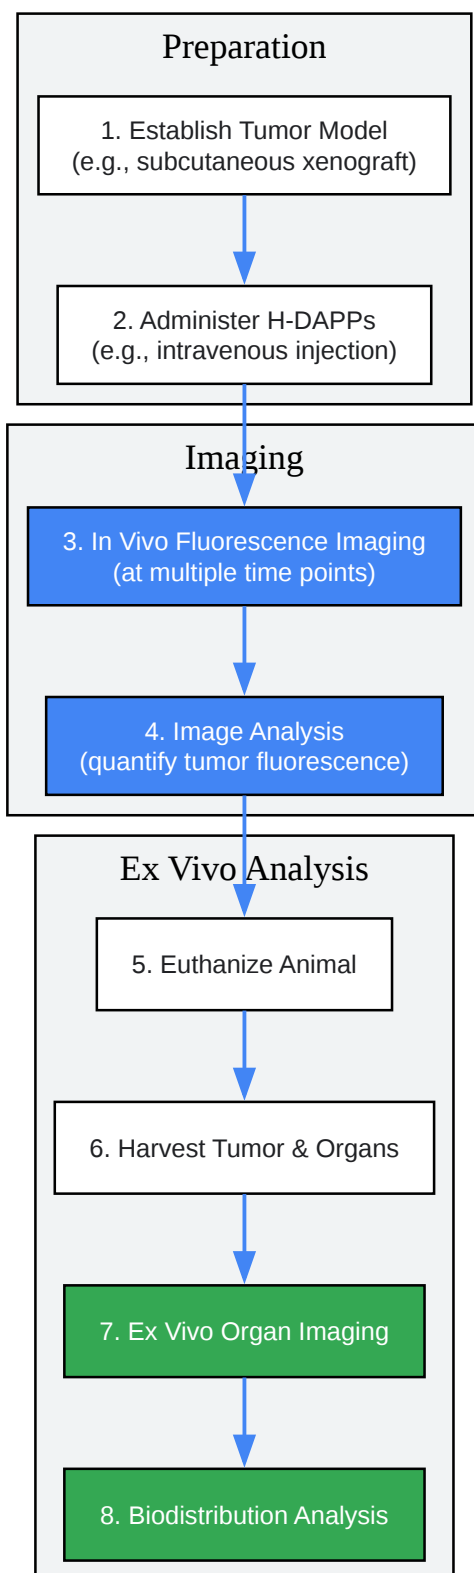 Preparation
1. Establish Tumor Model
(e.g., subcutaneous xenograft)
2. Administer H-DAPPs
(e.g., intravenous injection)
Imaging
3. In Vivo Fluorescence Imaging
(at multiple time points)
4. Image Analysis
(quantify tumor fluorescence)
Ex Vivo Analysis
5. Euthanize Animal
6. Harvest Tumor & Organs
7. Ex Vivo Organ Imaging
8. Biodistribution Analysis